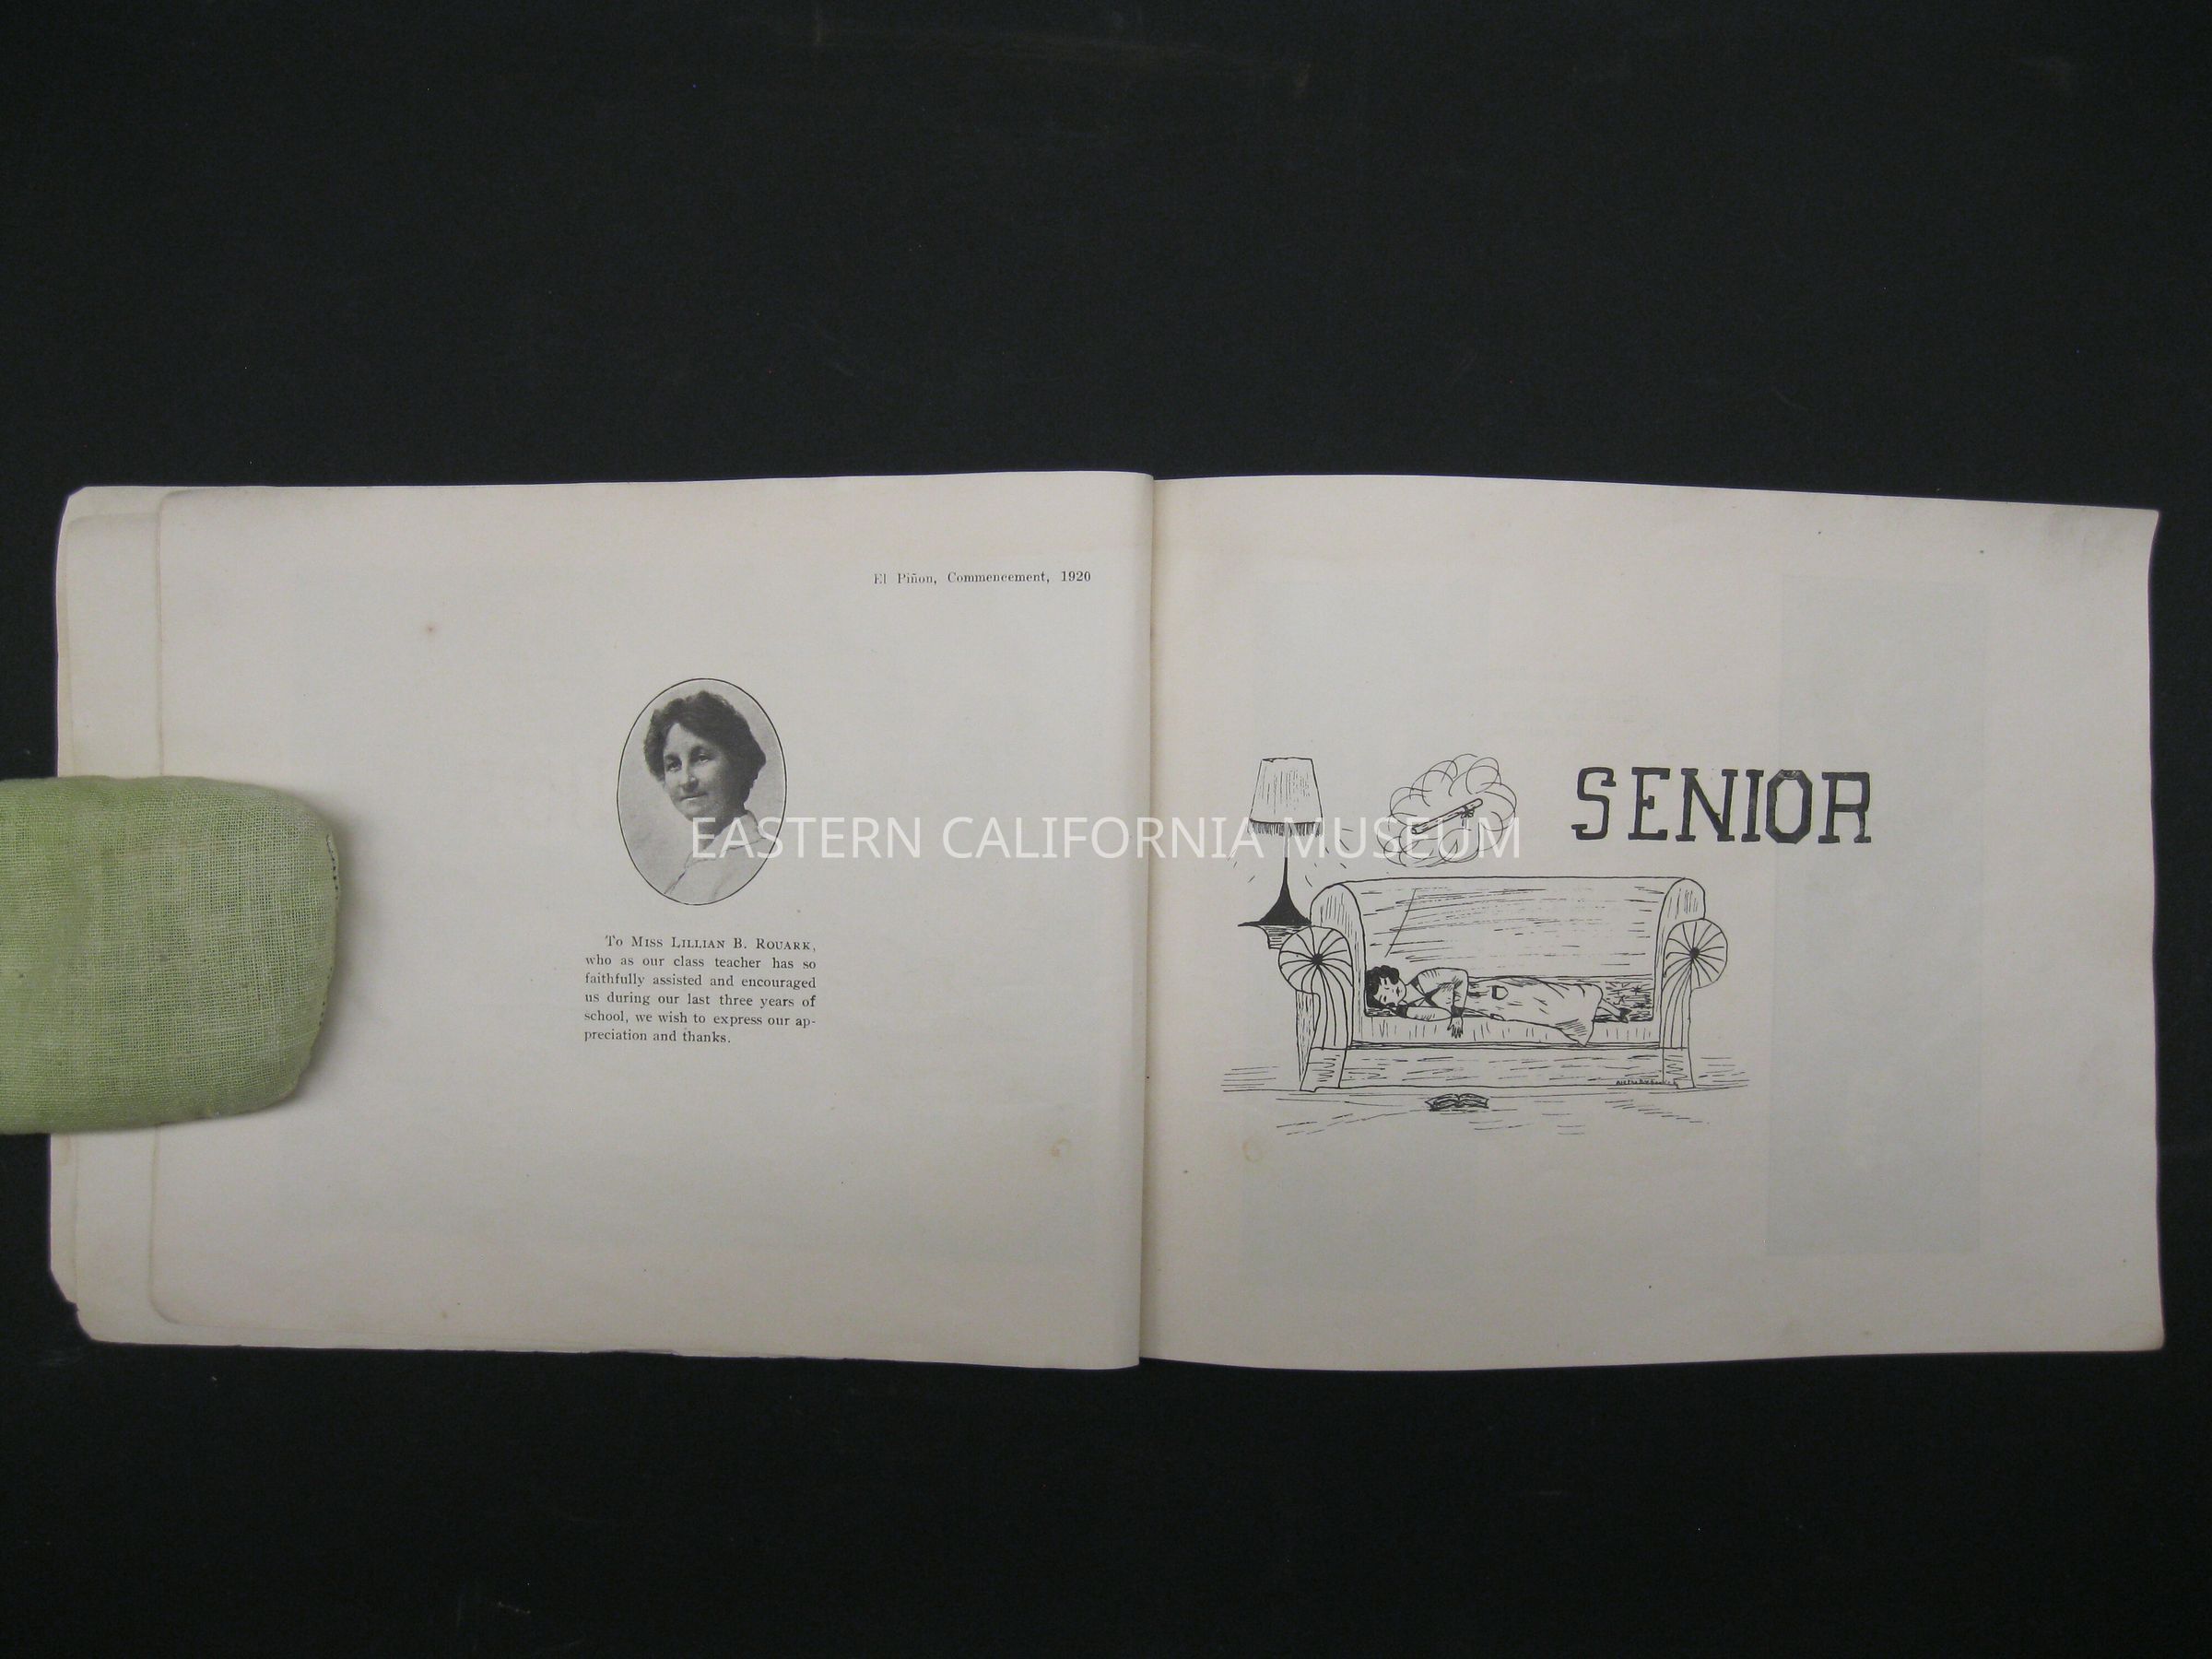 El Piñon, Commencement, 1920
To Miss Lillian B. Rouark,
who as our class teacher has so
faithfully assisted and encouraged
us during our last three years of
school, we wish to express our ap-
preciation and thanks.
SENIOR
EASTERN CALIFORNIA MUSEUM